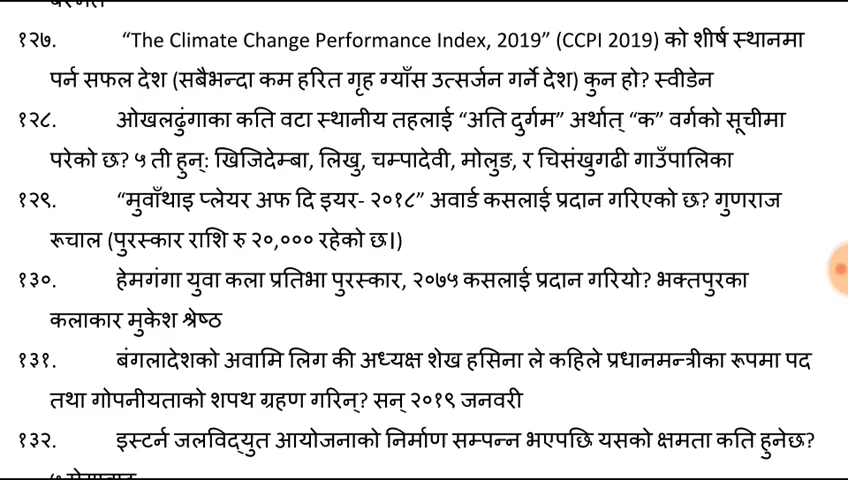 १२७. “The Climate Change Performance Index, 2019” (CCPI 2019) को शीर्ष स्थानमा
पर्न सफल देश (सबैभन्दा कम हरित गृह ग्याँस उत्सर्जन गर्ने देश) कुन हो? स्वीडेन
१२८. ओखलढुंगाका कति वटा स्थानीय तहलाई “अति दुर्गम” अर्थात् “क” वर्गको सूचीमा
परेको छ? ५ ती हुन्: खिजिदेम्बा, लिखु, चम्पादेवी, मोलुङ, र चिसंखुगढी गाउँपालिका
१२९. “मुवाँथाइ प्लेयर अफ दि इयर- २०१८” अवार्ड कसलाई प्रदान गरिएको छ? गुणराज
रूचाल (पुरस्कार राशि रु २०,००० रहेको छ।)
१३०. हेमगंगा युवा कला प्रतिभा पुरस्कार, २०७५ कसलाई प्रदान गरियो? भक्तपुरका
कलाकार मुकेश श्रेष्ठ
१३१. बंगलादेशको अवामि लिग की अध्यक्ष शेख हसिना ले कहिले प्रधानमन्त्रीका रूपमा पद
तथा गोपनीयताको शपथ ग्रहण गरिन्? सन् २०१९ जनवरी
१३२. इस्टर्न जलविद्युत आयोजनाको निर्माण सम्पन्न भएपछि यसको क्षमता कति हुनेछ?